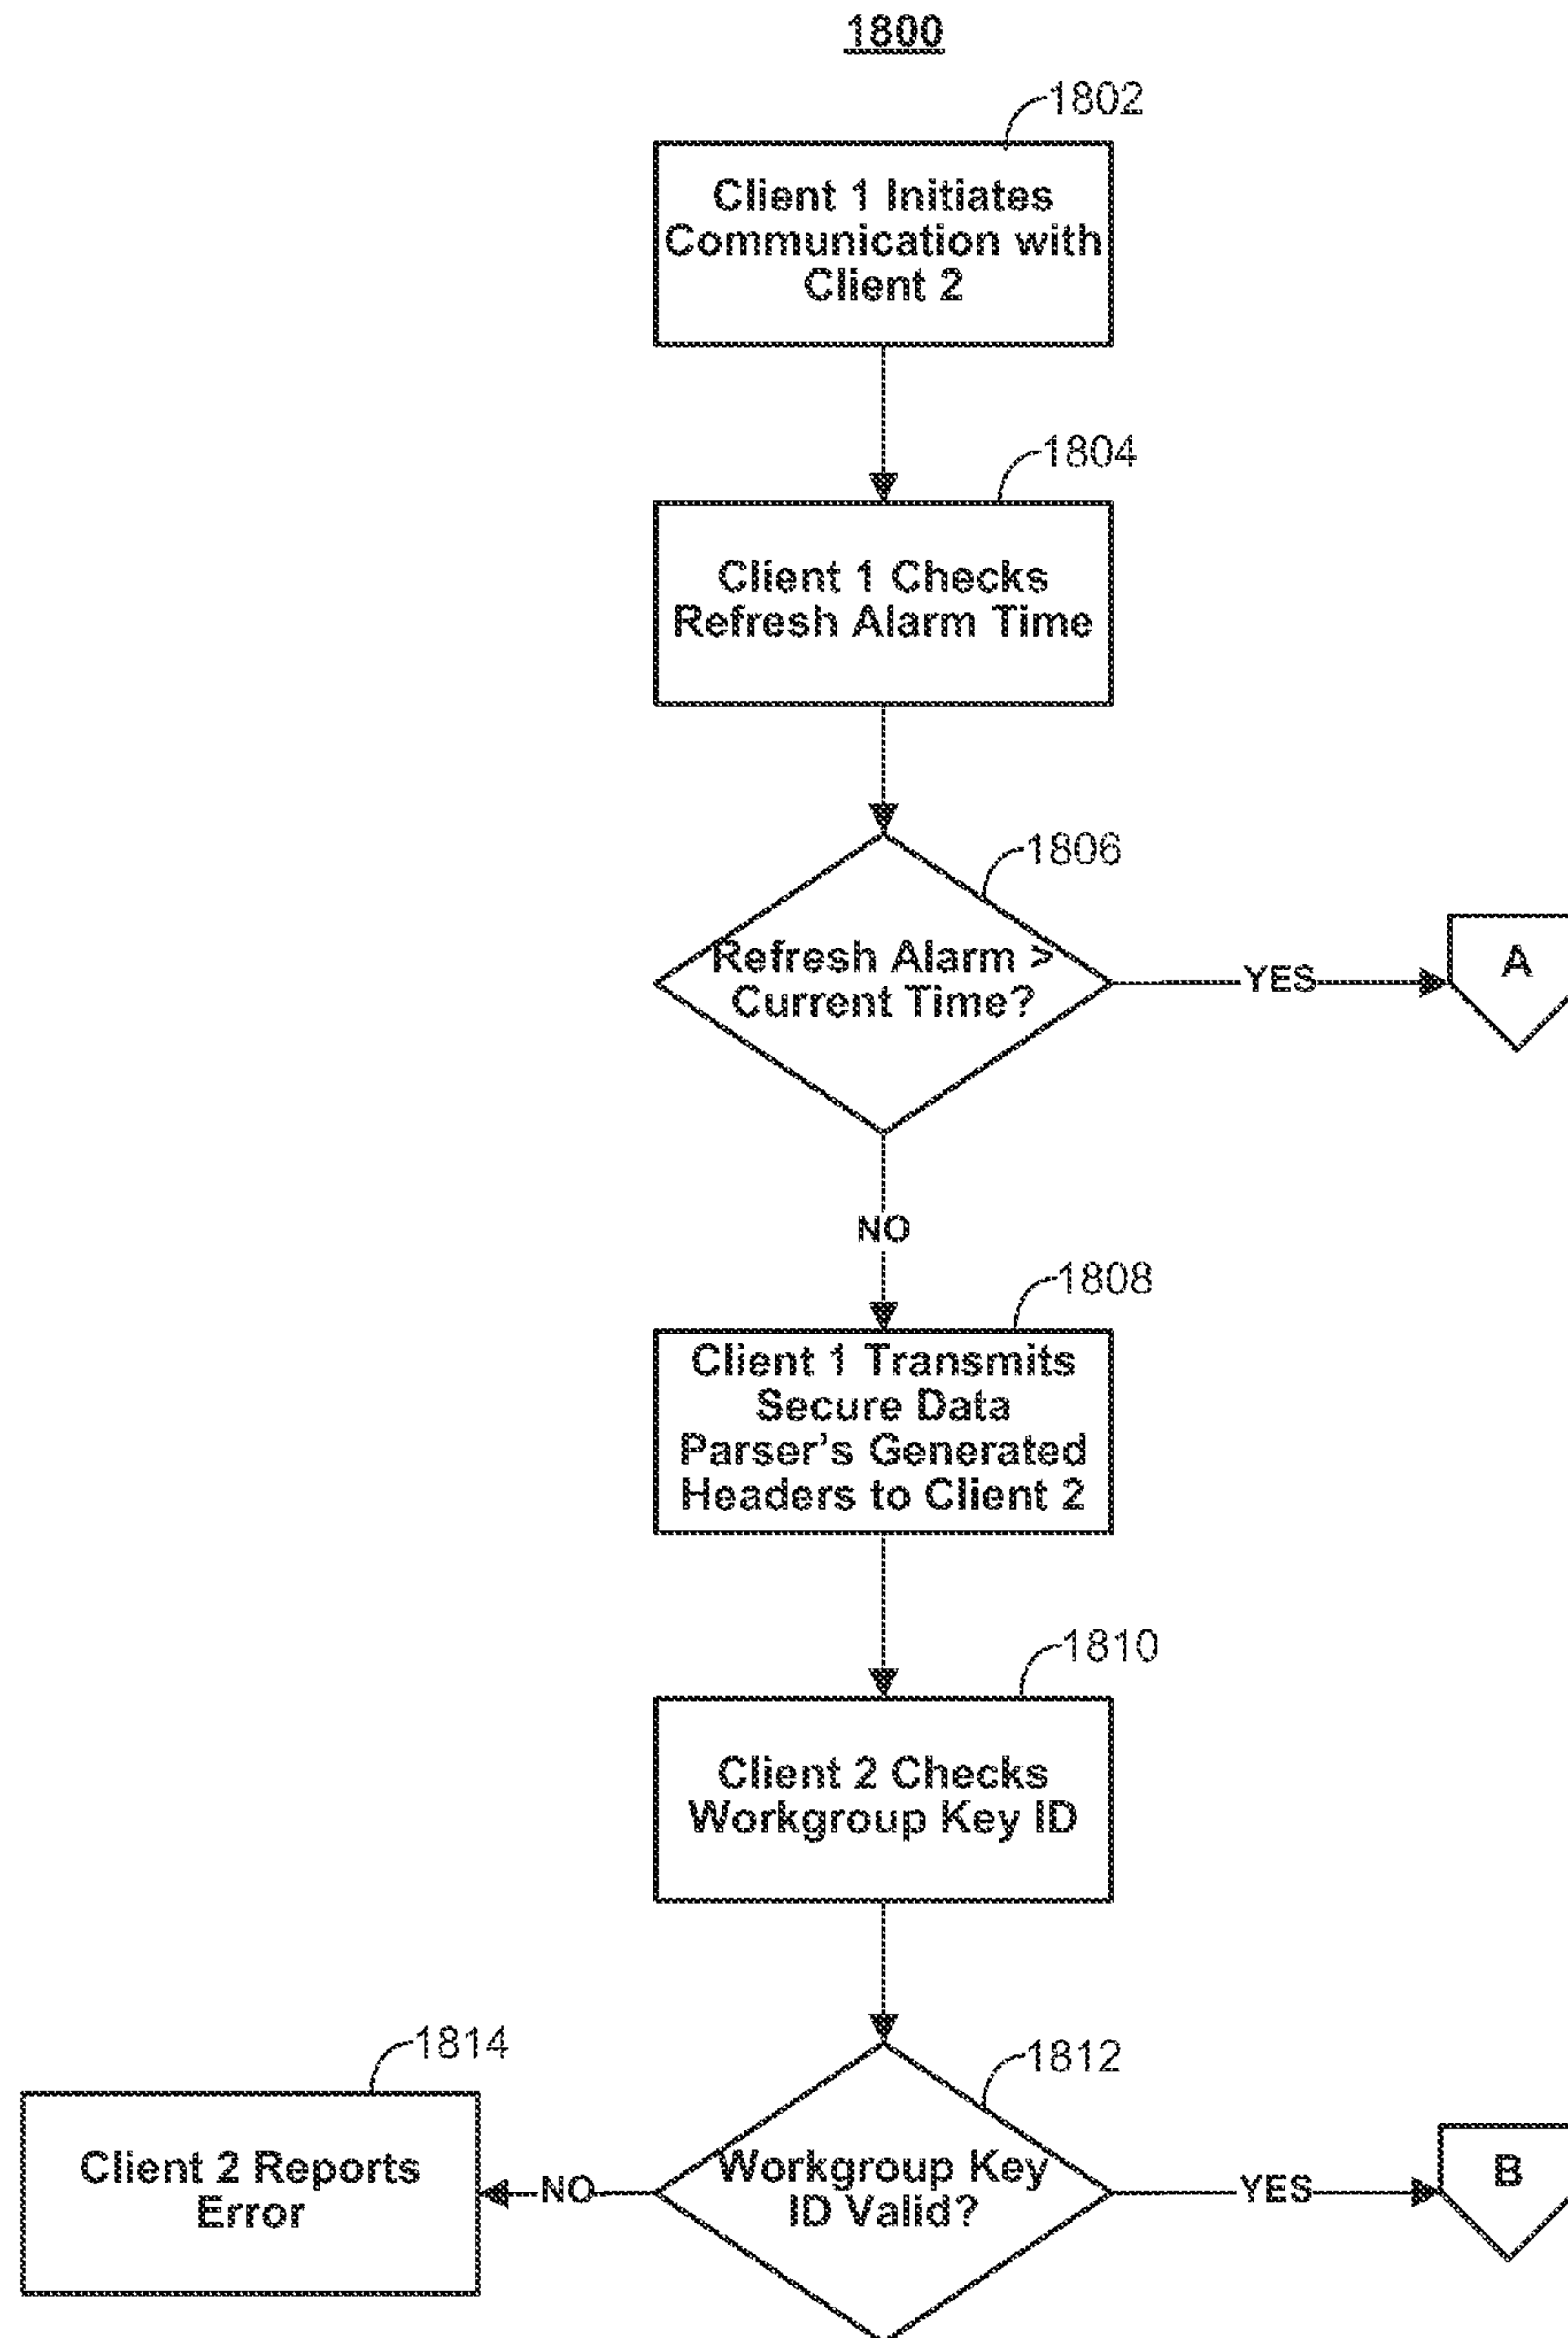 1800
1802
Client 1 Initiates
Communication with
Client 2
1804
Client 1 Checks
Refresh Alarm Time
1806
Refresh Alarm >
Current Time?
YES
A
NO
1808
Client 1 Transmits
Secure Data
Parser's Generated
Headers to Client 2
1810
Client 2 Checks
Workgroup Key ID
1814
Client 2 Reports
Error
NO
1812
Workgroup Key
ID Valid?
YES
B